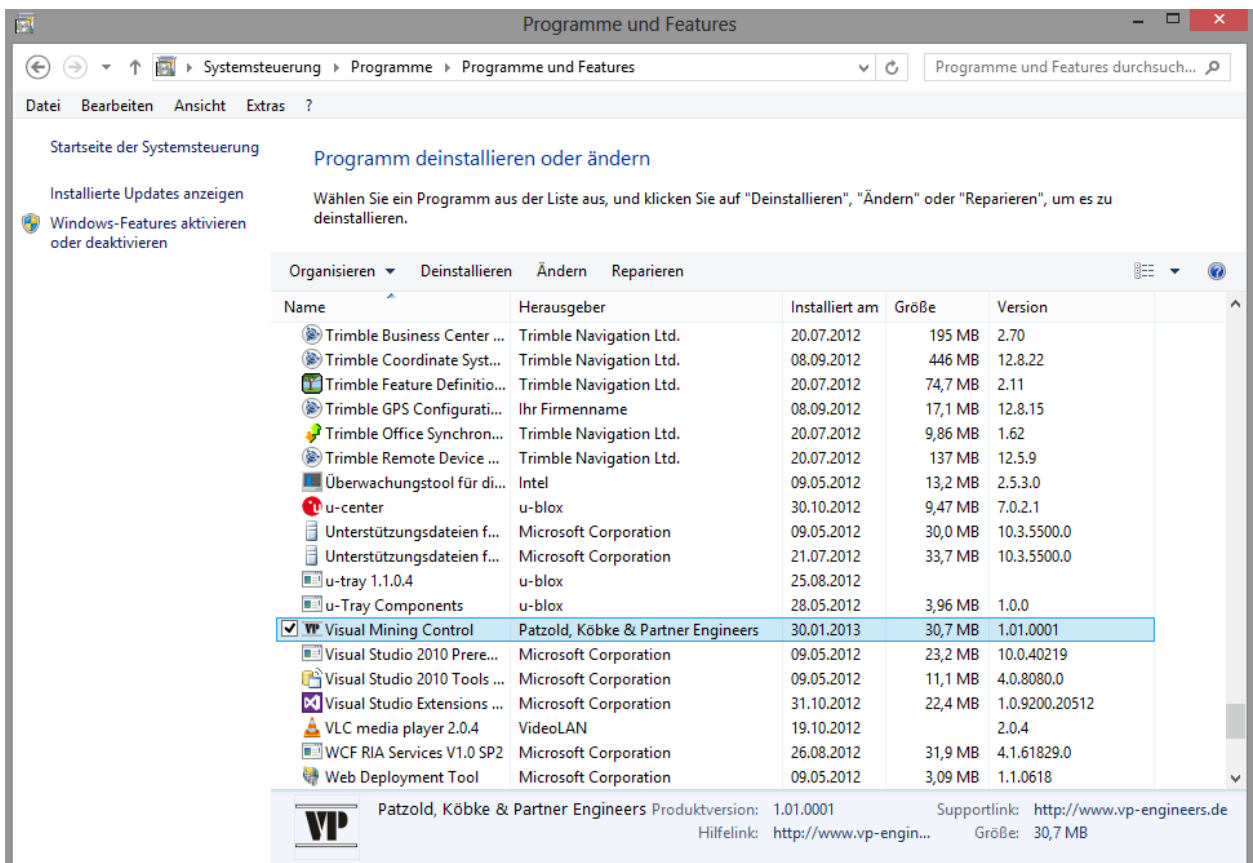 Programme und Features
Systemsteuerung Programme Programme und Features Programme und Features durchsuch...
Datei Bearbeiten Ansicht Extras ?
Startseite der Systemsteuerung
Installierte Updates anzeigen
Windows-Features aktivieren
oder deaktivieren
Programm deinstallieren oder ändern
Wählen Sie ein Programm aus der Liste aus, und klicken Sie auf "Deinstallieren", "Ändern" oder "Reparieren", um es zu
deinstallieren.
Organisieren Deinstallieren Ändern Reparieren
Name Herausgeber Installiert am Größe Version
Trimble Business Center ... Trimble Navigation Ltd. 20.07.2012 195 MB 2.70
Trimble Coordinate Syst... Trimble Navigation Ltd. 08.09.2012 446 MB 12.8.22
Trimble Feature Definitio... Trimble Navigation Ltd. 20.07.2012 74,7 MB 2.11
Trimble GPS Configurati... Ihr Firmenname 08.09.2012 17,1 MB 12.8.15
Trimble Office Synchron... Trimble Navigation Ltd. 20.07.2012 9,86 MB 1.62
Trimble Remote Device ... Trimble Navigation Ltd. 20.07.2012 137 MB 12.5.9
Überwachungstool für di... Intel 09.05.2012 13,2 MB 2.5.3.0
u-center u-blox 30.10.2012 9,47 MB 7.0.2.1
Unterstützungsdateien f... Microsoft Corporation 09.05.2012 30,0 MB 10.3.5500.0
Unterstützungsdateien f... Microsoft Corporation 21.07.2012 33,7 MB 10.3.5500.0
u-tray 1.1.0.4 u-blox 25.08.2012
u-Tray Components u-blox 28.05.2012 3,96 MB 1.0.0
VP Visual Mining Control Patzold, Köbke & Partner Engineers 30.01.2013 30,7 MB 1.01.0001
Visual Studio 2010 Prere... Microsoft Corporation 09.05.2012 23,2 MB 10.0.40219
Visual Studio 2010 Tools ... Microsoft Corporation 09.05.2012 11,1 MB 4.0.8080.0
Visual Studio Extensions ... Microsoft Corporation 31.10.2012 22,4 MB 1.0.9200.20512
VLC media player 2.0.4 VideoLAN 19.10.2012 2.0.4
WCF RIA Services V1.0 SP2 Microsoft Corporation 26.08.2012 31,9 MB 4.1.61829.0
Web Deployment Tool Microsoft Corporation 09.05.2012 3,09 MB 1.1.0618
VP Patzold, Köbke & Partner Engineers Produktversion: 1.01.0001 Supportlink: http://www.vp-engineers.de
Hilfelink: http://www.vp-engin... Größe: 30,7 MB